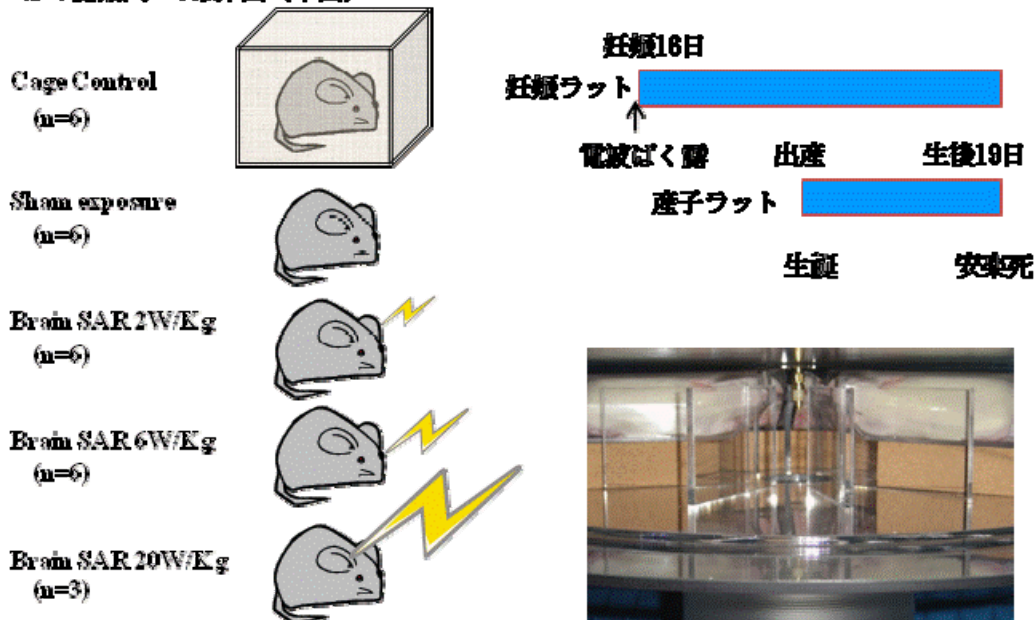 Cage Control
(n=6)
Sham exposure
(n=6)
Brain SAR 2W/Kg
(n=6)
Brain SAR 6W/Kg
(n=6)
Brain SAR 20W/Kg
(n=3)
妊娠16日
妊娠ラット
電波ばく露
出産
生後19日
産子ラット
生誕
安楽死